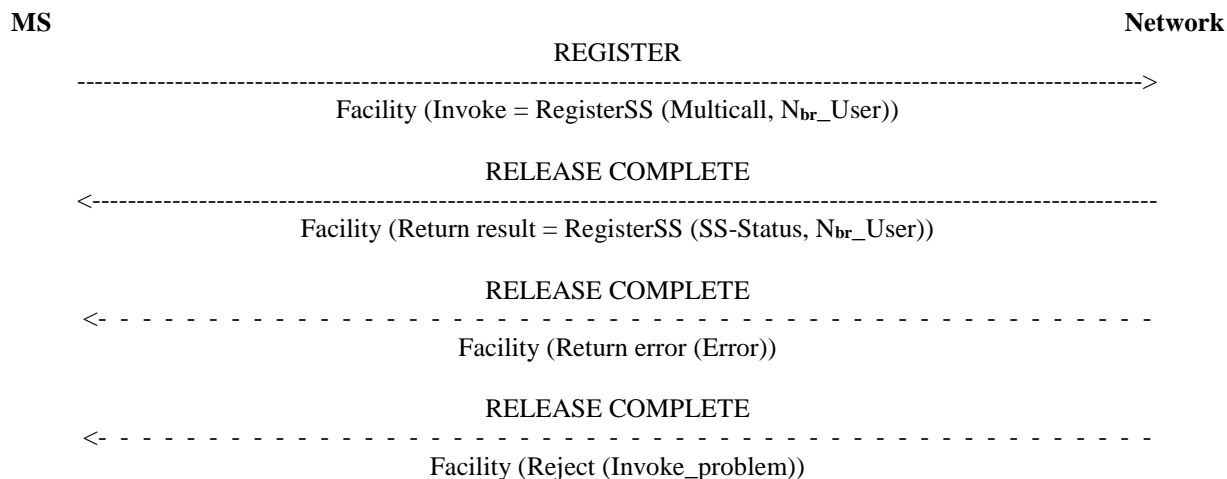 MS Network
REGISTER
------------------------------------------------------------------------------------------------------------------------>
Facility (Invoke = RegisterSS (Multicall, Nbr_User))
RELEASE COMPLETE
<------------------------------------------------------------------------------------------------------------------------
Facility (Return result = RegisterSS (SS-Status, Nbr_User))
RELEASE COMPLETE
<- - - - - - - - - - - - - - - - - - - - - - - - - - - - - - - - - - - - - - - -
Facility (Return error (Error))
RELEASE COMPLETE
<- - - - - - - - - - - - - - - - - - - - - - - - - - - - - - - - - - - - - - - -
Facility (Reject (Invoke_problem))